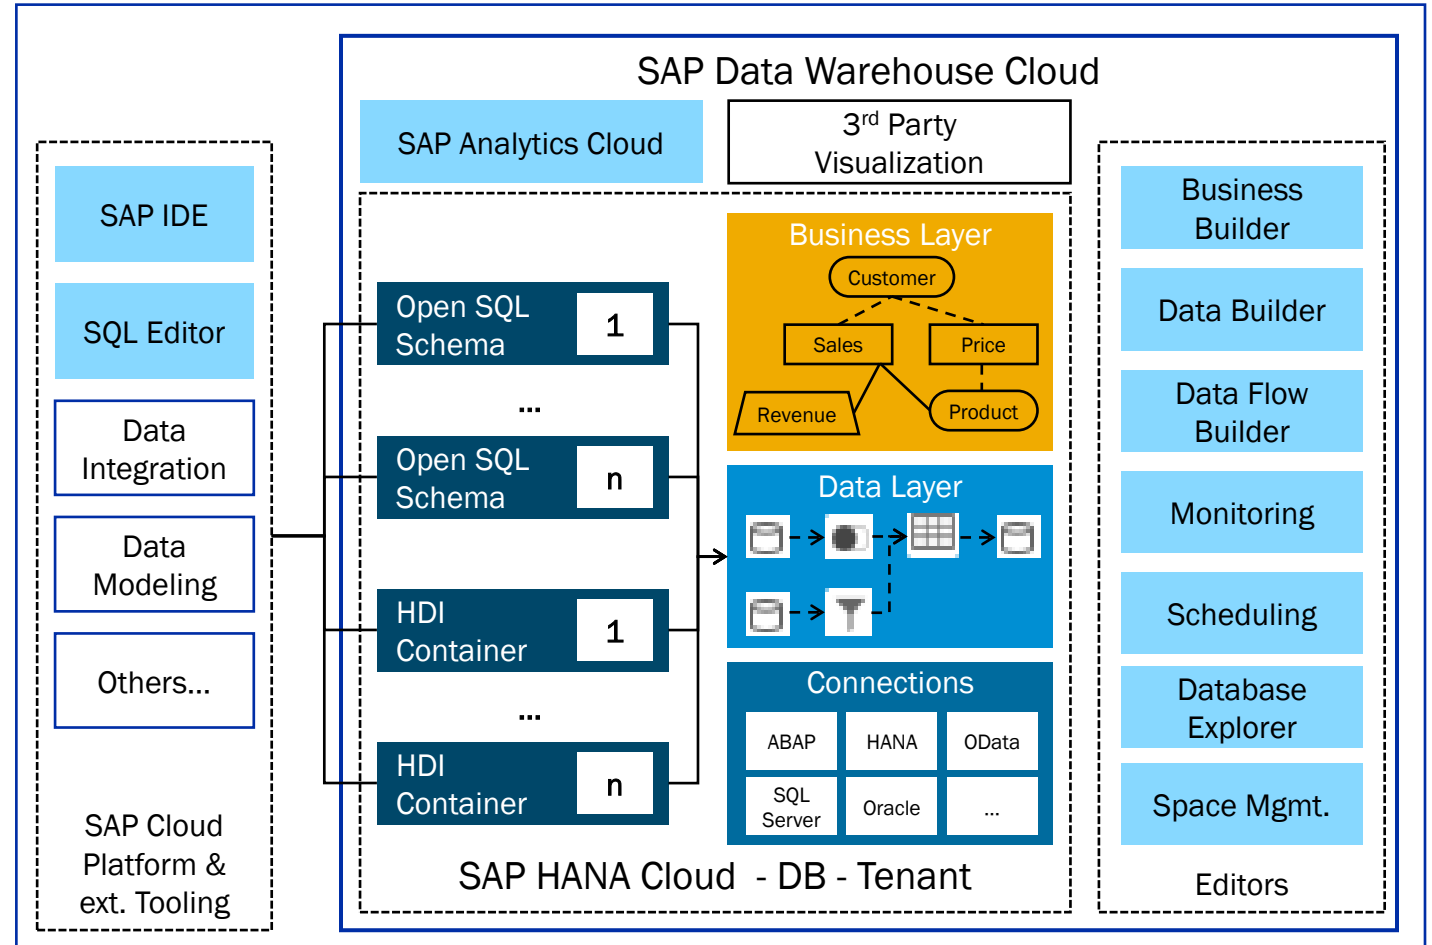 SAP Data Warehouse Cloud
SAP Analytics Cloud
3rd Party
Visualization
SAP IDE
SQL Editor
Data
Integration
Data
Modeling
Others...
SAP Cloud
Platform &
ext. Tooling
Open SQL
Schema
1
...
Open SQL
Schema
n
HDI
Container
1
...
HDI
Container
n
Business Layer
Customer
Sales
Price
Revenue
Product
Data Layer
Connections
ABAP
HANA
OData
SQL
Server
Oracle
...
SAP HANA Cloud - DB - Tenant
Business
Builder
Data Builder
Data Flow
Builder
Monitoring
Scheduling
Database
Explorer
Space Mgmt.
Editors